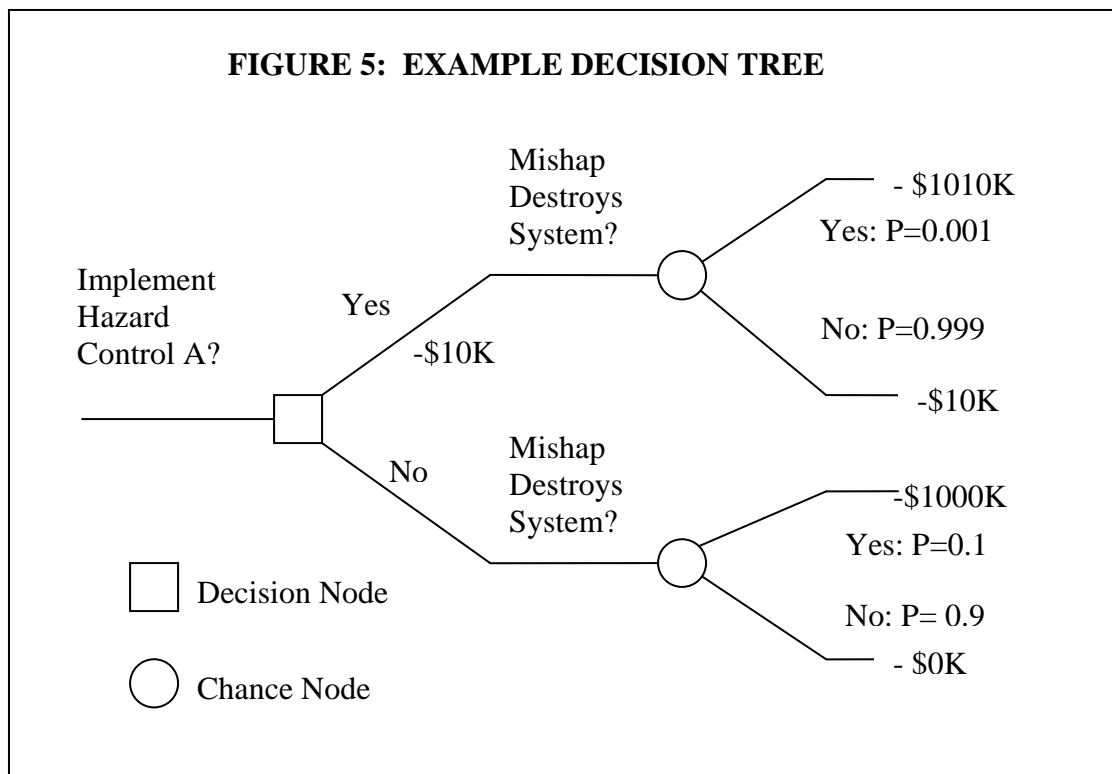 FIGURE 5: EXAMPLE DECISION TREE
Mishap
Destroys
System?
- $1010K
Yes: P=0.001
Implement
Hazard
Control A?
Yes
-$10K
No: P=0.999
-$10K
No
Mishap
Destroys
System?
-$1000K
Yes: P=0.1
No: P= 0.9
- $0K
Decision Node
Chance Node